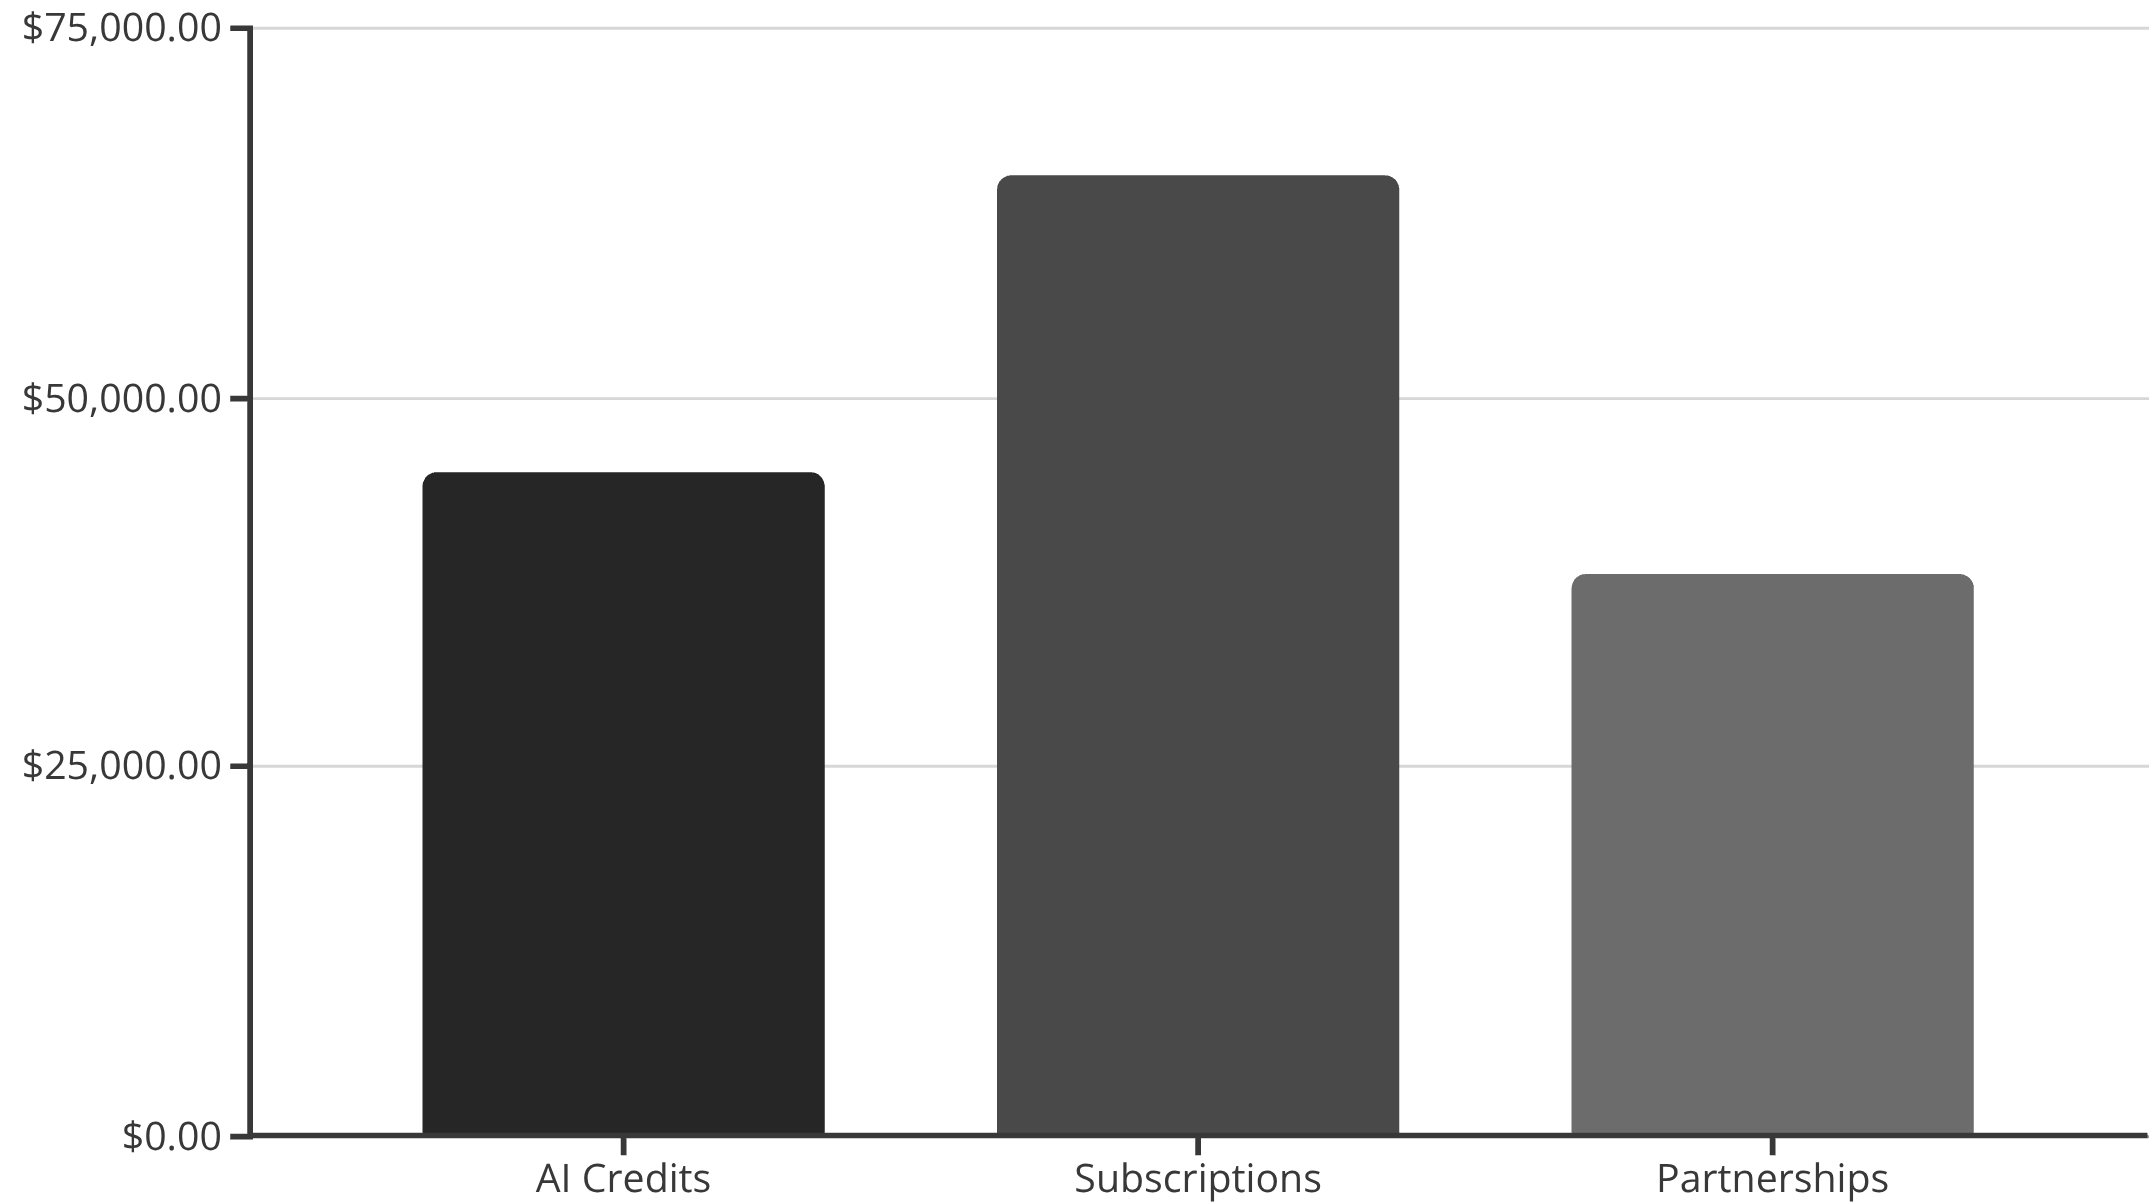 $75,000.00
$50,000.00
$25,000.00
$0.00
AI Credits
Subscriptions
Partnerships